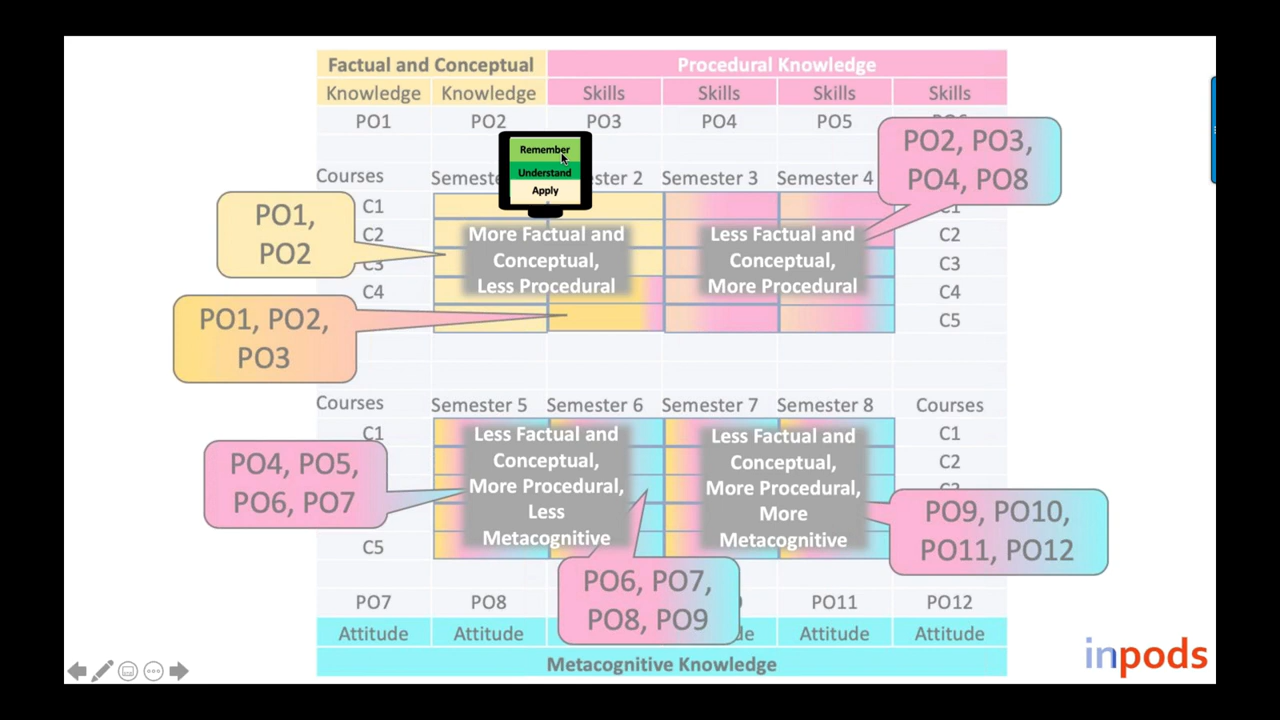 Factual and Conceptual Procedural Knowledge
Knowledge Knowledge Skills Skills Skills Skills
PO1 PO2 PO3 PO4 PO5
Remember
Understand
Apply
PO2, PO3,
PO4, PO8
Courses Semester 2 Semester 3 Semester 4
PO1,
PO2
C1
C2
C3
C4
More Factual and
Conceptual,
Less Procedural
Less Factual and
Conceptual,
More Procedural
C1
C2
C3
C4
C5
PO1, PO2,
PO3
Courses Semester 5 Semester 6 Semester 7 Semester 8 Courses
C1
C5
PO4, PO5,
PO6, PO7
Less Factual and
Conceptual,
More Procedural,
Less
Metacognitive
Less Factual and
Conceptual,
More Procedural,
More
Metacognitive
C1
C2
PO9, PO10,
PO11, PO12
PO6, PO7,
PO8, PO9
PO7 PO8 PO11 PO12
Attitude Attitude Attitude Attitude
Metacognitive Knowledge
inpods